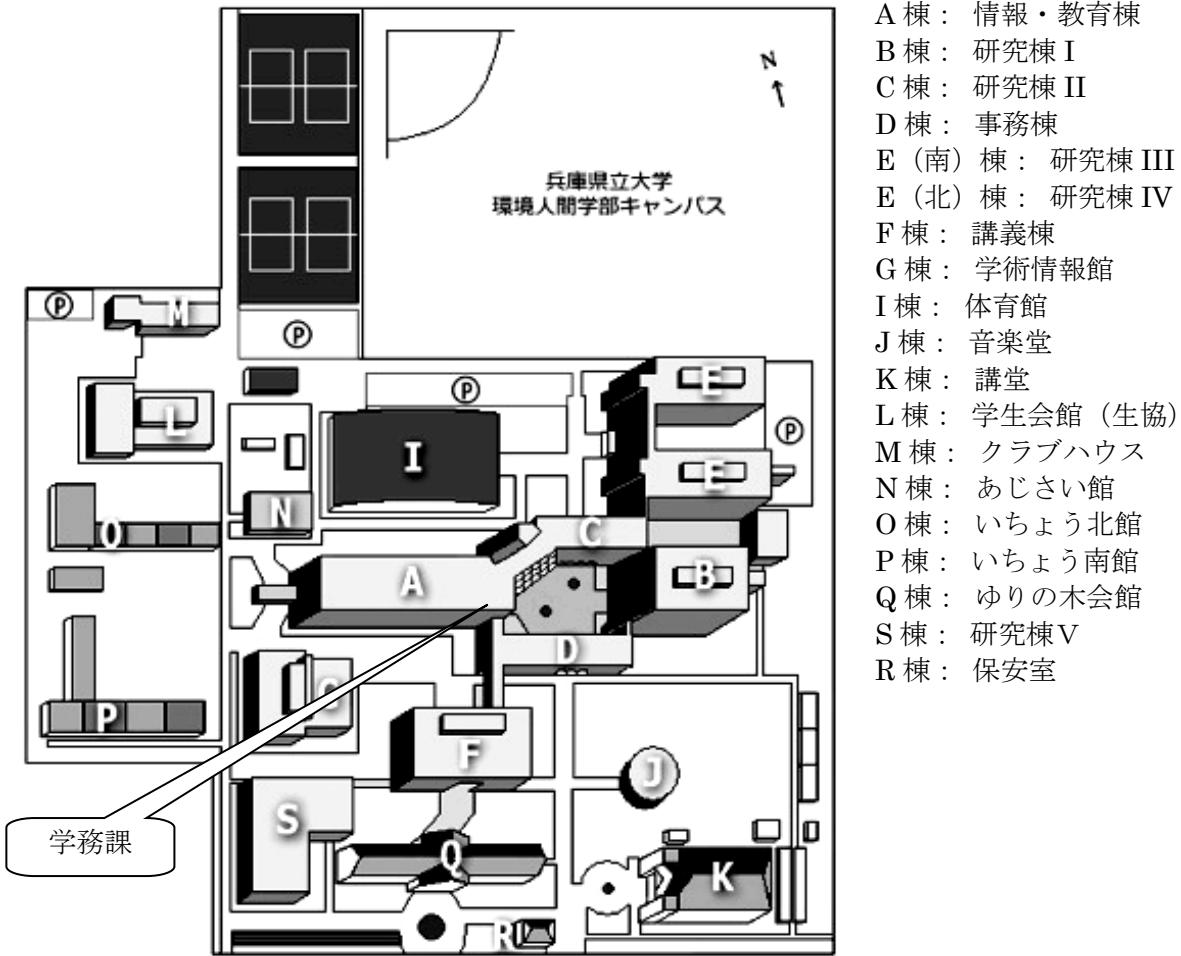 N
兵庫県立大学
環境人間学部キャンパス
Ⓟ
M
Ⓟ
Ⓟ
E
Ⓟ
L
I
E
N
O
C
A
B
D
G
P
F
J
S
学務課
Q
K
R
A 棟： 情報・教育棟
B 棟： 研究棟 I
C 棟： 研究棟 II
D 棟： 事務棟
E（南）棟： 研究棟 III
E（北）棟： 研究棟 IV
F 棟： 講義棟
G 棟： 学術情報館
I 棟： 体育館
J 棟： 音楽堂
K 棟： 講堂
L 棟： 学生会館（生協）
M 棟： クラブハウス
N 棟： あじさい館
O 棟： いちょう北館
P 棟： いちょう南館
Q 棟： ゆりの木会館
S 棟： 研究棟Ⅴ
R 棟： 保安室